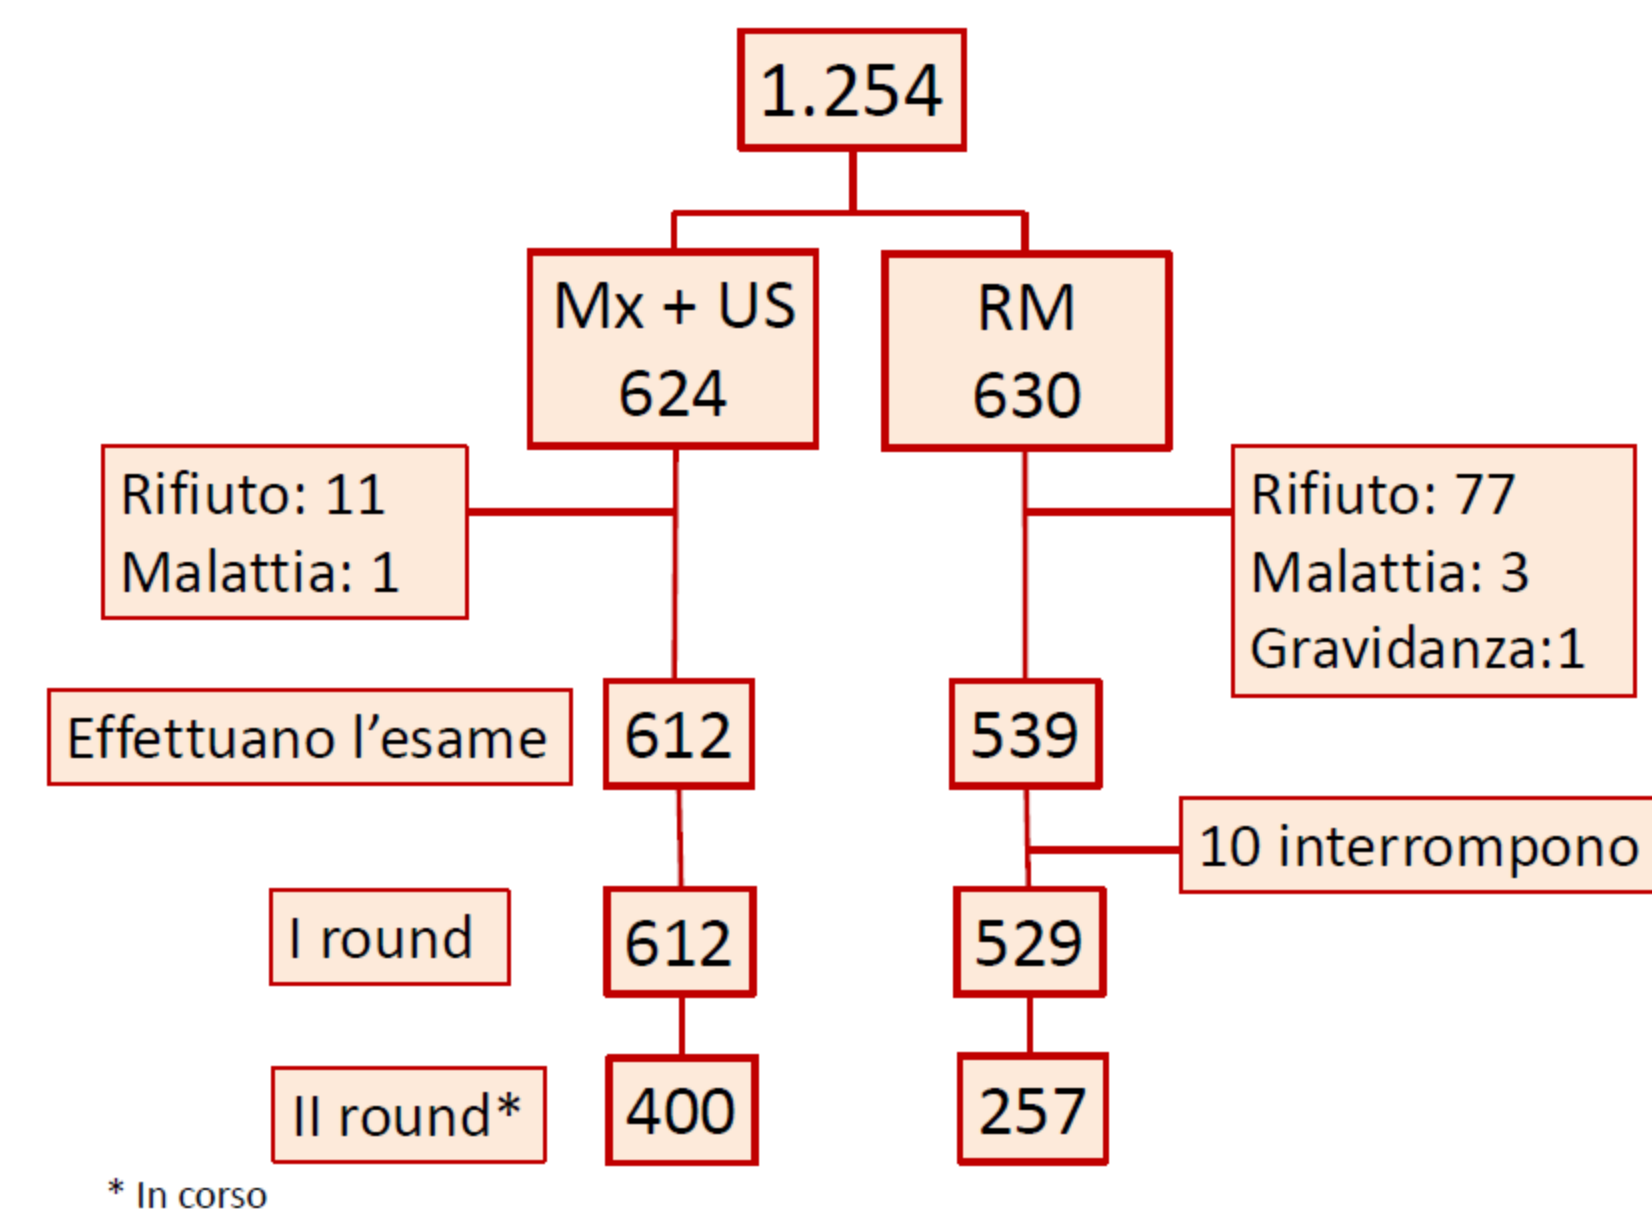 1.254
Mx + US
624
RM
630
Rifiuto: 11
Malattia: 1
Rifiuto: 77
Malattia: 3
Gravidanza:1
Effettuano l’esame
612
539
10 interrompono
I round
612
529
II round*
400
257
* In corso